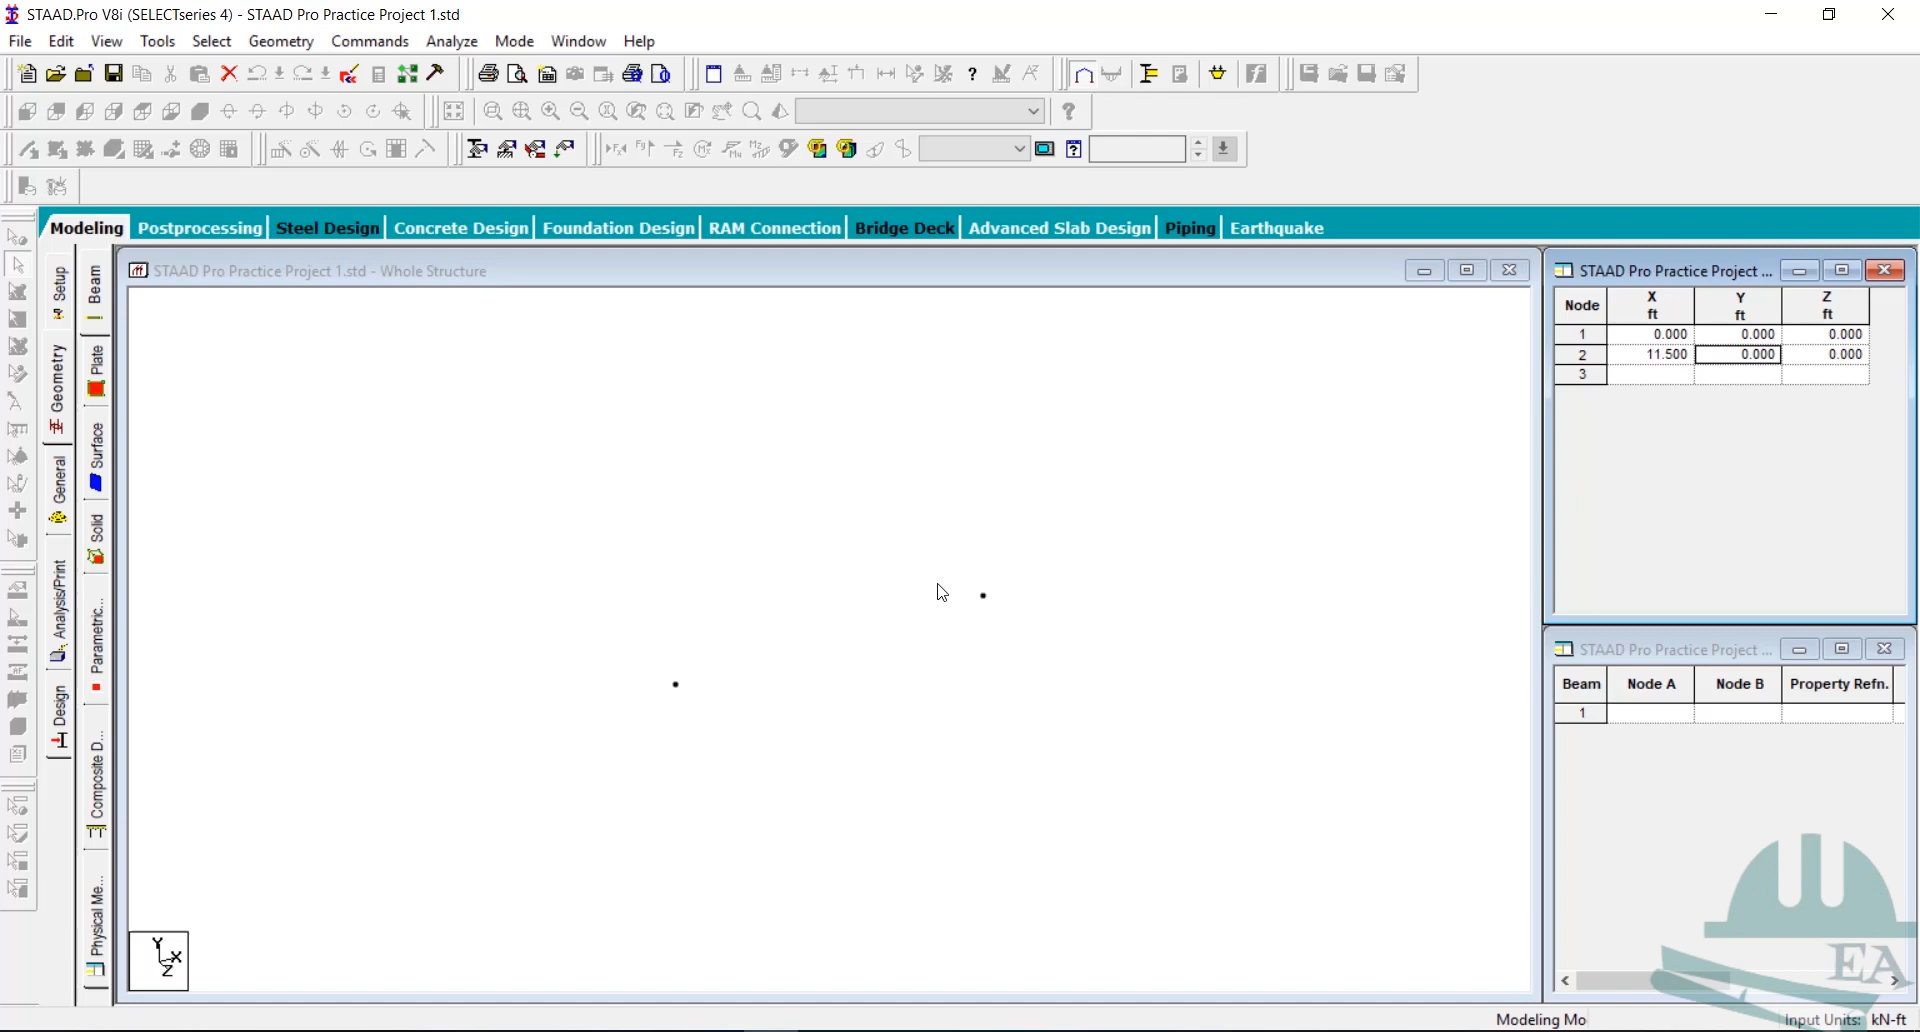 STAAD.Pro V8i (SELECTseries 4) - STAAD Pro Practice Project 1.std
File Edit View Tools Select Geometry Commands Analyze Mode Window Help
Modeling Postprocessing Steel Design Concrete Design Foundation Design RAM Connection Bridge Deck Advanced Slab Design Piping Earthquake
Setup
Geometry
General
Analysis/Print
Design
Beam
Plate
Surface
Solid
Parametric...
Composite D...
Physical Me...
STAAD Pro Practice Project 1.std - Whole Structure
Y
X
Z
STAAD Pro Practice Project ...
Node X ft Y ft Z ft
1 0.000 0.000 0.000
2 11.500 0.000 0.000
3
STAAD Pro Practice Project ...
Beam Node A Node B Property Refn.
1
EA
Modeling Mo Input Units: kN-ft